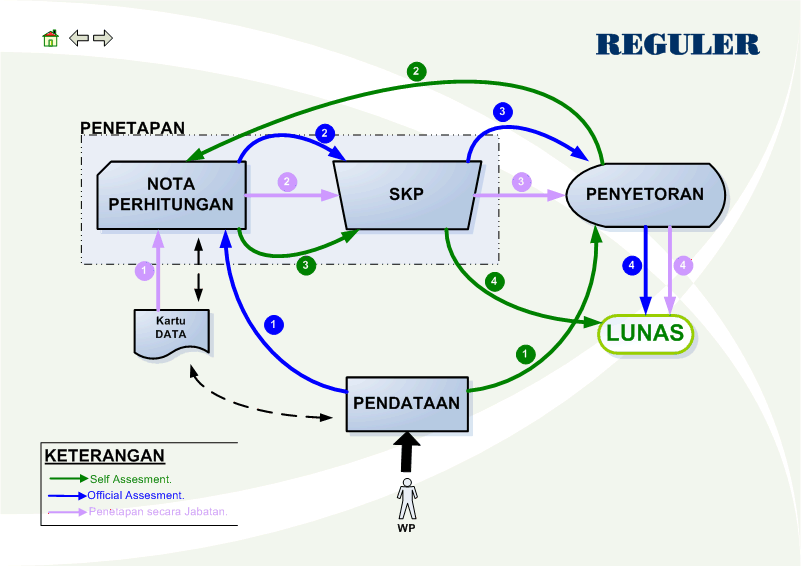 REGULER
2
3
PENETAPAN
2
NOTA
PERHITUNGAN
2
SKP
3
PENYETORAN
1
3
4
4
4
Kartu
DATA
1
LUNAS
1
PENDATAAN
KETERANGAN
Self Assesment.
Official Assesment.
Penetapan secara Jabatan.
WP